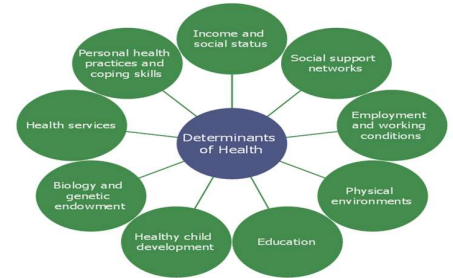 Income and
social status
Social support
networks
Employment
and working
conditions
Physical
environments
Education
Healthy child
development
Biology and
genetic
endowment
Health services
Personal health
practices and
coping skills
Determinants
of Health